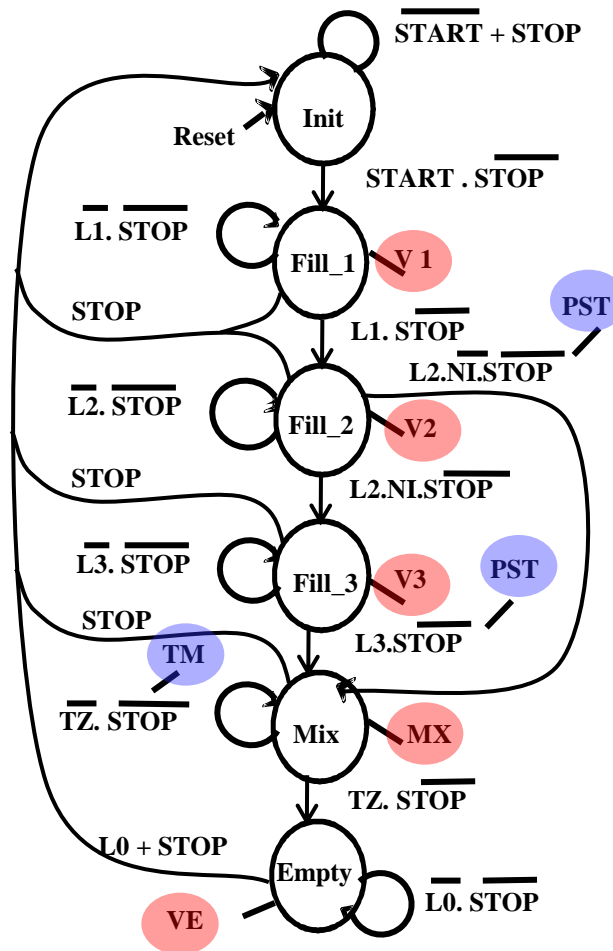 START + STOP
Init
Reset
START . STOP
L1. STOP
Fill_1
V 1
STOP
L1. STOP
PST
L2.NI.STOP
L2. STOP
Fill_2
V2
STOP
L2.NI.STOP
L3. STOP
Fill_3
V3
PST
STOP
L3.STOP
TM
TZ. STOP
Mix
MX
TZ. STOP
L0 + STOP
Empty
L0. STOP
VE